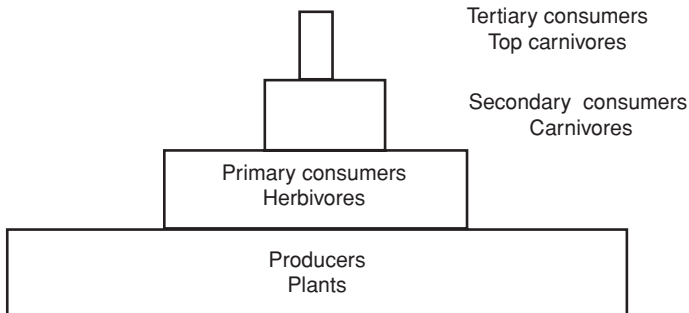 Tertiary consumers
Top carnivores
Secondary consumers
Carnivores
Primary consumers
Herbivores
Producers
Plants